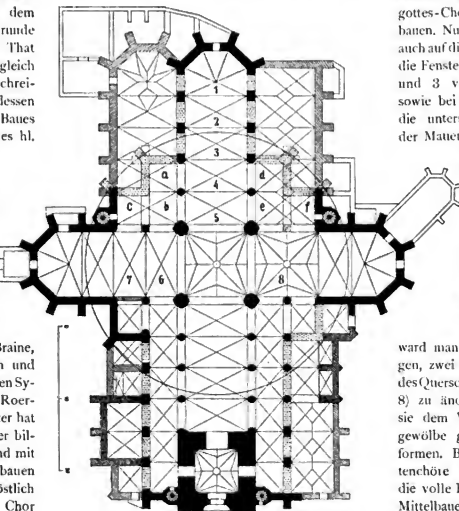 dem
runde
That
gleich
schrei-
dessen
Baues
es hl.
gottes-Cho
bauen. Nu
auch auf di
die Fenste
und 3 v
sowie bei
die unter
der Mauer
1
2
3
a
d
4
c
b
e
f
5
7
6
8
Braine,
n und
en Sy-
Roer-
er hat
er bil-
nd mit
bauen
östlich
Chor
ward man
gen, zwei
des Quersc
8) zu änd
sie dem V
gewölbe g
formen. B
tenchöre
die volle I
Mittelbaue